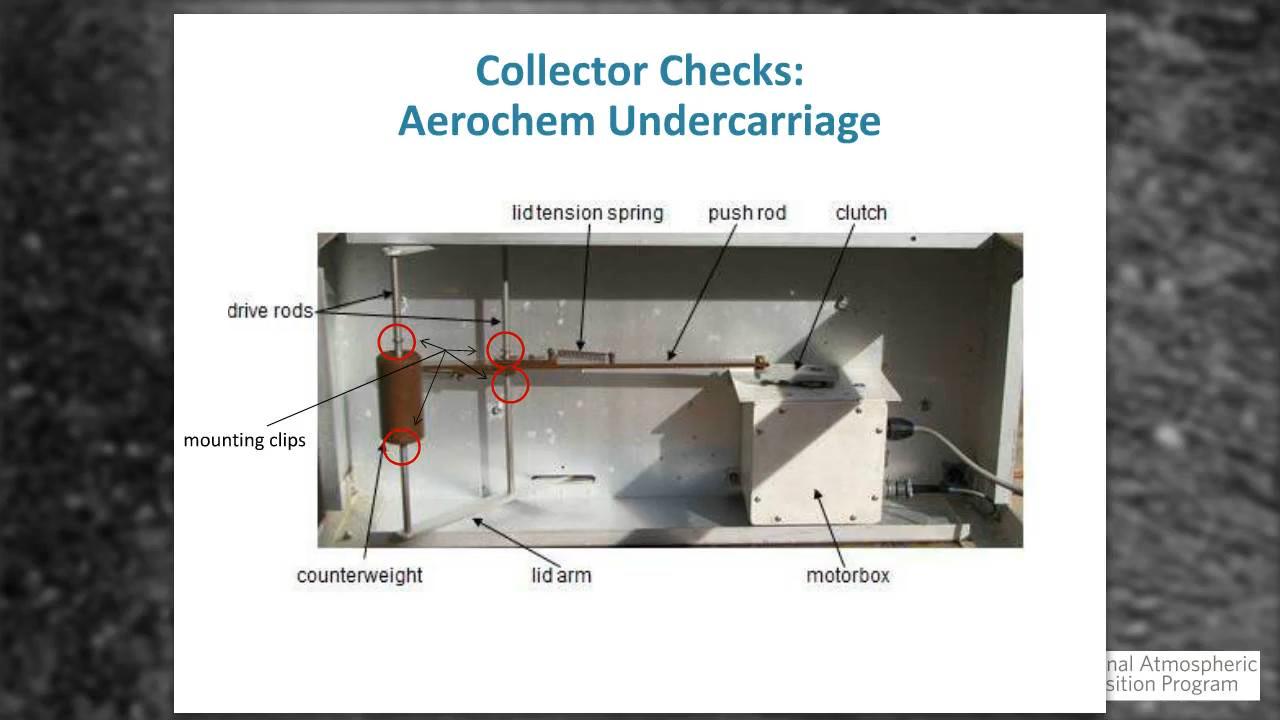 Collector Checks:
Aerochem Undercarriage
lid tension spring
push rod
clutch
drive rods
mounting clips
counterweight
lid arm
motorbox
nal Atmospheric
sition Program